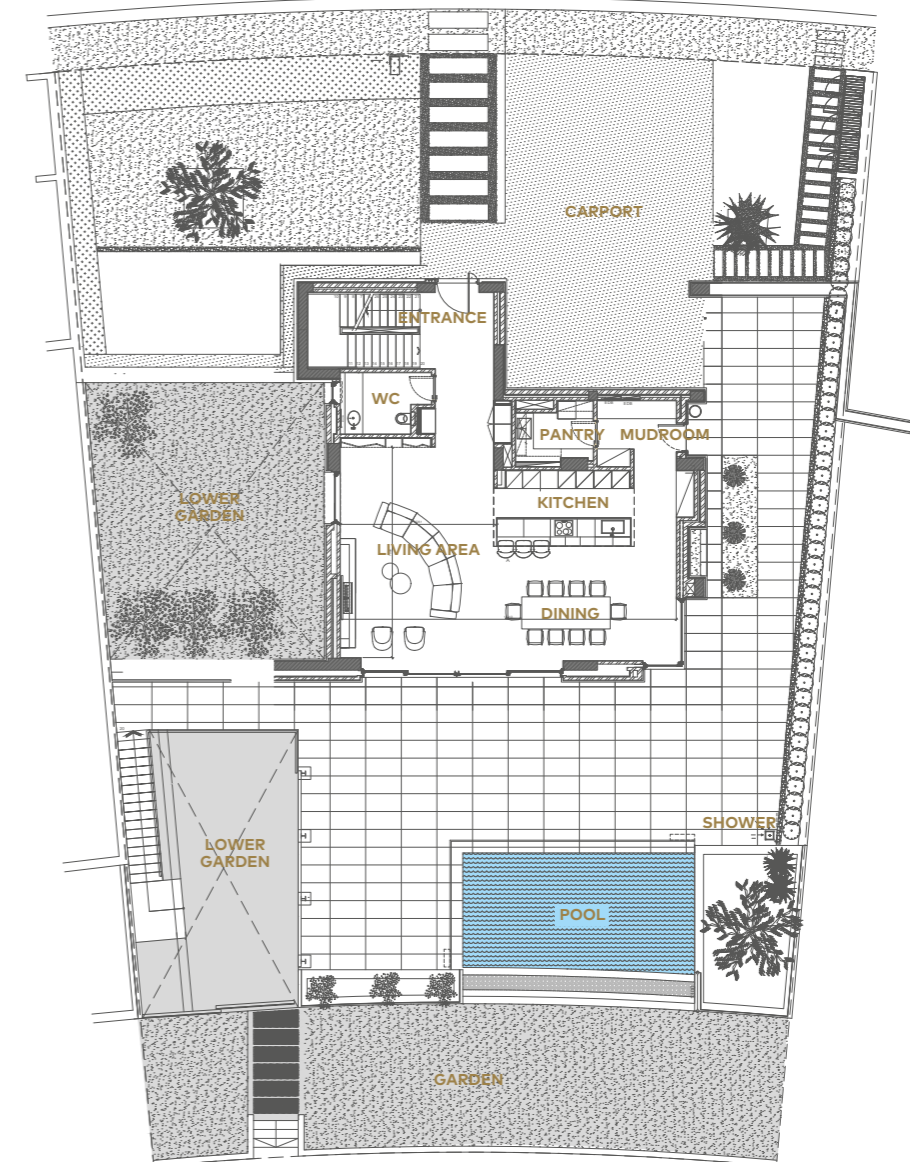 CARPORT
ENTRANCE
WC
PANTRY
MUDROOM
KITCHEN
LOWER
GARDEN
LIVING AREA
DINING
SHOWER
LOWER
GARDEN
POOL
GARDEN